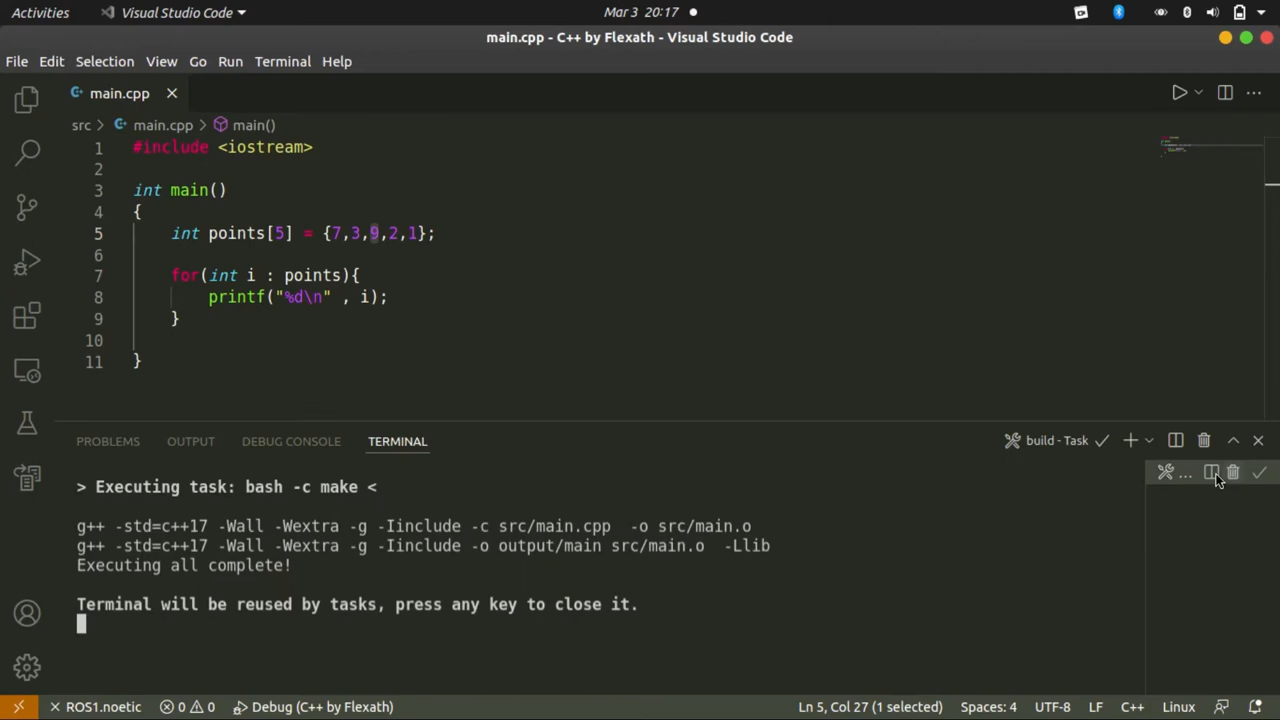 Activities Visual Studio Code Mar 3 20:17
main.cpp - C++ by Flexath - Visual Studio Code
File Edit Selection View Go Run Terminal Help
main.cpp
src > main.cpp > main()
1 #include <iostream>
2
3 int main()
4 {
5 int points[5] = {7,3,9,2,1};
6
7 for(int i : points){
8 printf("%d\n" , i);
9 }
10
11 }
PROBLEMS OUTPUT DEBUG CONSOLE TERMINAL build - Task
> Executing task: bash -c make <
...
g++ -std=c++17 -Wall -Wextra -g -Iinclude -c src/main.cpp -o src/main.o
g++ -std=c++17 -Wall -Wextra -g -Iinclude -o output/main src/main.o -Llib
Executing all complete!
Terminal will be reused by tasks, press any key to close it.
ROS1.noetic 0 0 Debug (C++ by Flexath) Ln 5, Col 27 (1 selected) Spaces: 4 UTF-8 LF C++ Linux